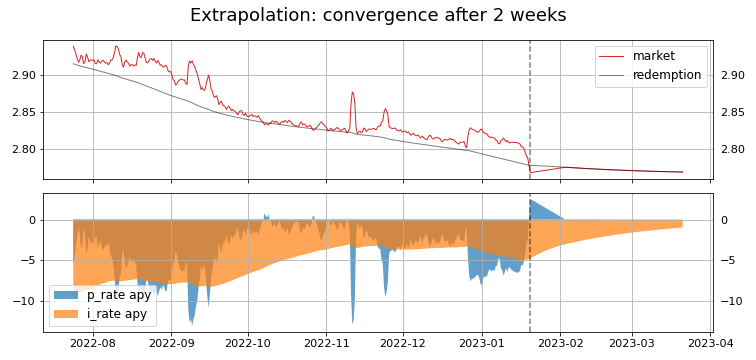 Extrapolation: convergence after 2 weeks
2.90
2.85
2.80
market
redemption
2.90
2.85
2.80
0
−5
−10
p_rate apy
i_rate apy
0
−5
−10
2022-08 2022-09 2022-10 2022-11 2022-12 2023-01 2023-02 2023-03 2023-04